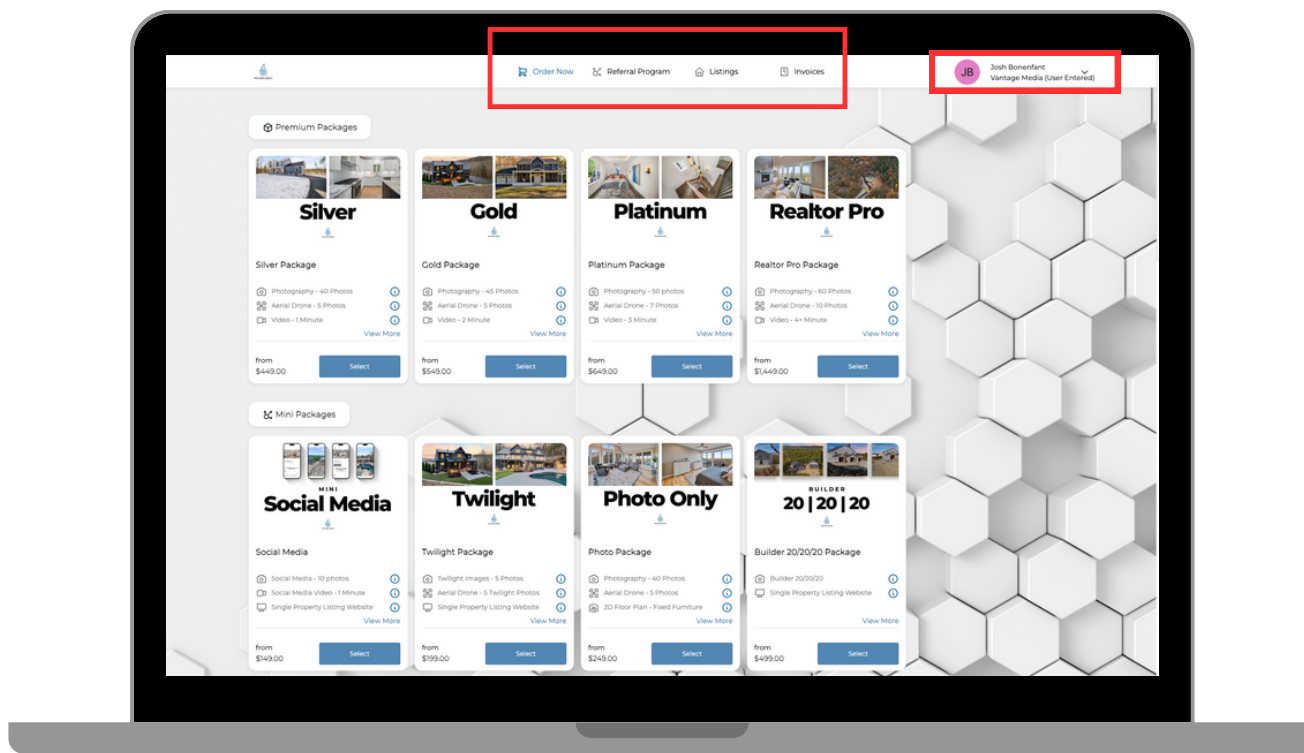 Order Now
Referral Program
Listings
Invoices
JB
Josh Bonenfant
Vantage Media (User Entered)
Premium Packages
Silver
Silver Package
Photography - 40 Photos
Aerial Drone - 5 Photos
Video - 1 Minute
View More
from
$449.00
Select
Gold
Gold Package
Photography - 45 Photos
Aerial Drone - 5 Photos
Video - 2 Minute
View More
from
$549.00
Select
Platinum
Platinum Package
Photography - 50 photos
Aerial Drone - 7 Photos
Video - 3 Minute
View More
from
$649.00
Select
Realtor Pro
Realtor Pro Package
Photography - 60 Photos
Aerial Drone - 10 Photos
Video - 4+ Minute
View More
from
$1,449.00
Select
Mini Packages
MINI
Social Media
Social Media
Social Media - 10 photos
Social Media Video - 1 Minute
Single Property Listing Website
View More
from
$149.00
Select
Twilight
Twilight Package
Twilight Images - 5 Photos
Aerial Drone - 5 Twilight Photos
Single Property Listing Website
View More
from
$199.00
Select
Photo Only
Photo Package
Photography - 40 Photos
Aerial Drone - 5 Photos
2D Floor Plan - Fixed Furniture
View More
from
$249.00
Select
BUILDER
20 | 20 | 20
Builder 20/20/20 Package
Builder 20/20/20
Single Property Listing Website
View More
from
$499.00
Select